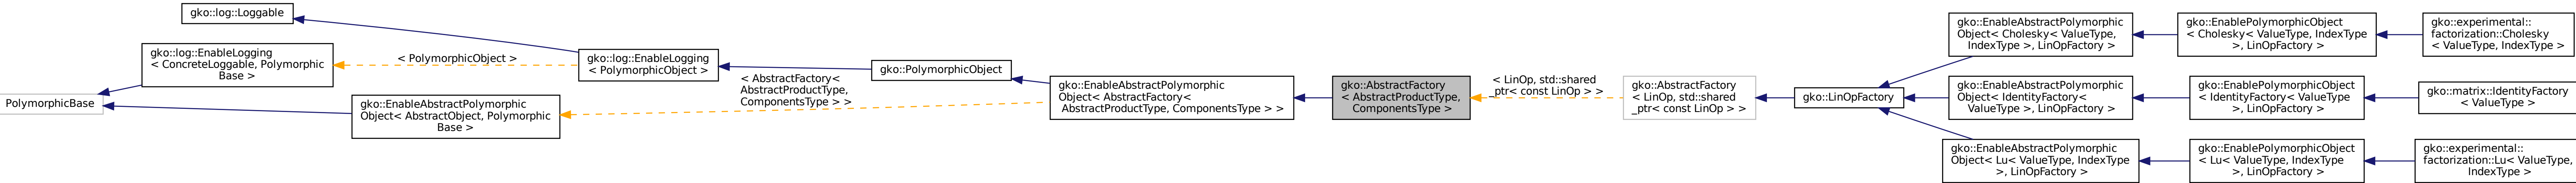 gko::log::Loggable
gko::log::EnableLogging
< ConcreteLoggable, Polymorphic
Base >
PolymorphicBase
gko::EnableAbstractPolymorphic
Object< AbstractObject, Polymorphic
Base >
< PolymorphicObject >
gko::log::EnableLogging
< PolymorphicObject >
< AbstractFactory<
AbstractProductType,
ComponentsType > >
gko::PolymorphicObject
gko::EnableAbstractPolymorphic
Object< AbstractFactory<
AbstractProductType, ComponentsType > >
gko::AbstractFactory
< AbstractProductType,
ComponentsType >
< LinOp, std::shared
_ptr< const LinOp > >
gko::AbstractFactory
< LinOp, std::shared
_ptr< const LinOp > >
gko::LinOpFactory
gko::EnableAbstractPolymorphic
Object< Cholesky< ValueType,
IndexType >, LinOpFactory >
gko::EnablePolymorphicObject
< Cholesky< ValueType, IndexType
>, LinOpFactory >
gko::experimental::
factorization::Cholesky
< ValueType, IndexType >
gko::EnableAbstractPolymorphic
Object< IdentityFactory<
ValueType >, LinOpFactory >
gko::EnablePolymorphicObject
< IdentityFactory< ValueType
>, LinOpFactory >
gko::matrix::IdentityFactory
< ValueType >
gko::EnableAbstractPolymorphic
Object< Lu< ValueType, IndexType
>, LinOpFactory >
gko::EnablePolymorphicObject
< Lu< ValueType, IndexType
>, LinOpFactory >
gko::experimental::
factorization::Lu< ValueType,
IndexType >